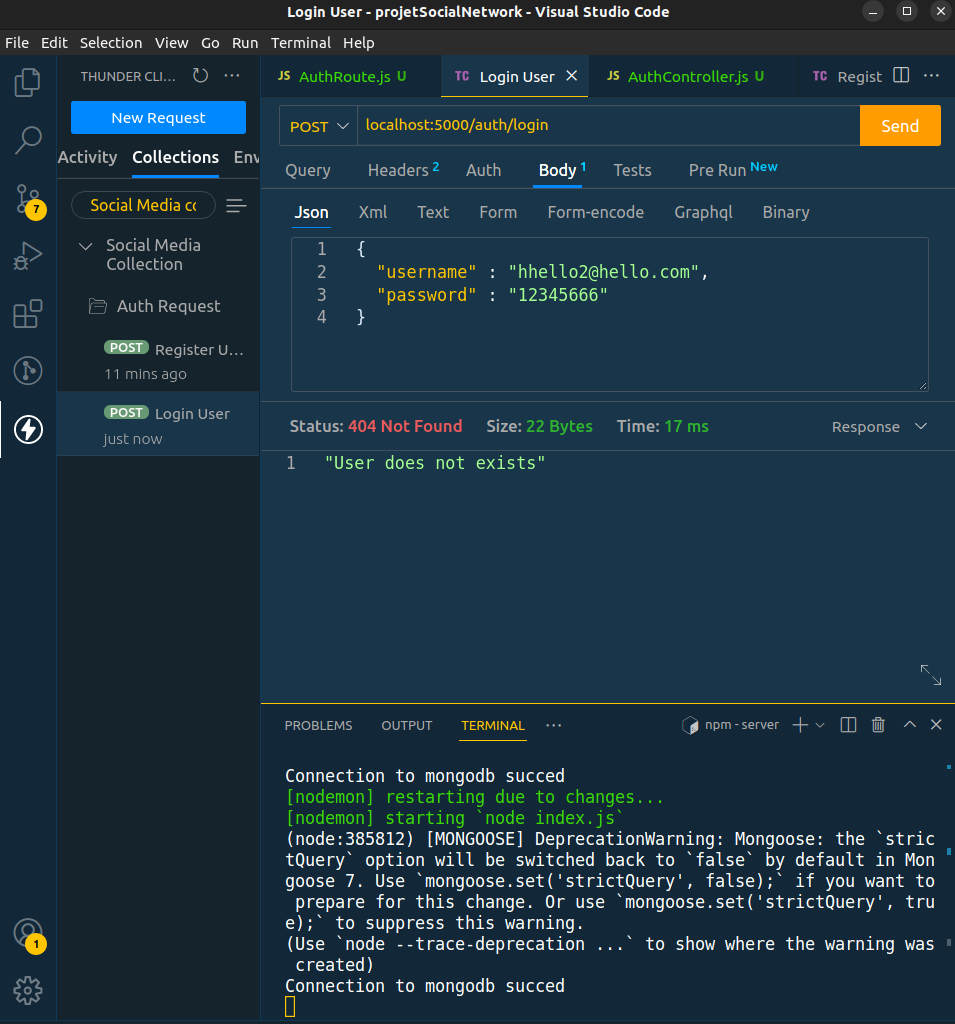 Login User - projetSocialNetwork - Visual Studio Code
File Edit Selection View Go Run Terminal Help
THUNDER CLI... ···
New Request
Activity Collections Env
Social Media cc
Social Media
Collection
Auth Request
POST Register U...
11 mins ago
POST Login User
just now
7
1
JS AuthRoute.js U
TC Login User ×
JS AuthController.js U
TC Regist ···
POST localhost:5000/auth/login Send
Query Headers 2 Auth Body 1 Tests Pre Run New
Json Xml Text Form Form-encode Graphql Binary
1 {
2 "username" : "hhello2@hello.com",
3 "password" : "12345666"
4 }
Status: 404 Not Found Size: 22 Bytes Time: 17 ms Response
1 "User does not exists"
PROBLEMS OUTPUT TERMINAL ··· npm - server
Connection to mongodb succed
[nodemon] restarting due to changes...
[nodemon] starting `node index.js`
(node:385812) [MONGOOSE] DeprecationWarning: Mongoose: the `stric
tQuery` option will be switched back to `false` by default in Mon
goose 7. Use `mongoose.set('strictQuery', false);` if you want to
prepare for this change. Or use `mongoose.set('strictQuery', tru
e);` to suppress this warning.
(Use `node --trace-deprecation ...` to show where the warning was
created)
Connection to mongodb succed